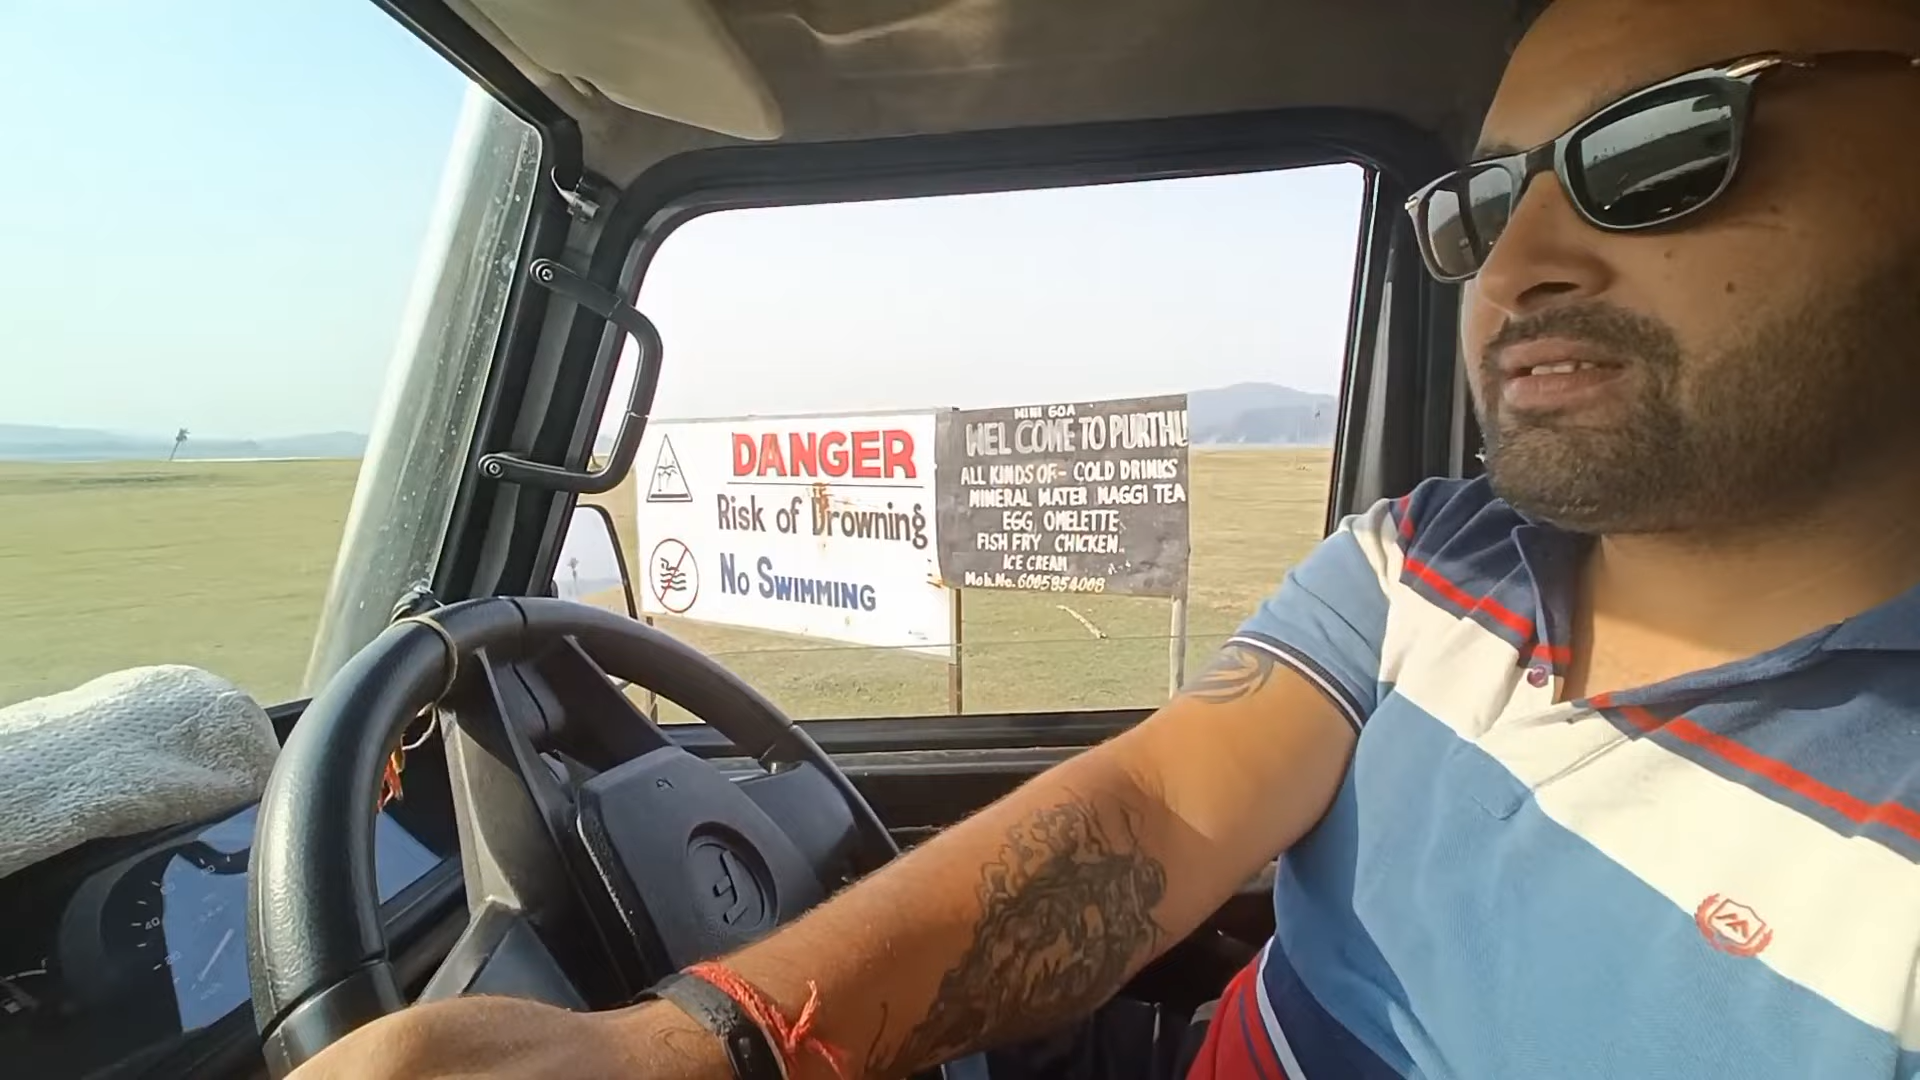 DANGER
Risk of Drowning
No SWIMMING
MINI GOA
WEL COME TO PURTHU
ALL KINDS OF- COLD DRINKS
MINERAL WATER MAGGI TEA
EGG, OMELETTE
FISH FRY CHICKEN
ICE CREAM
Mob.No. 6005854008